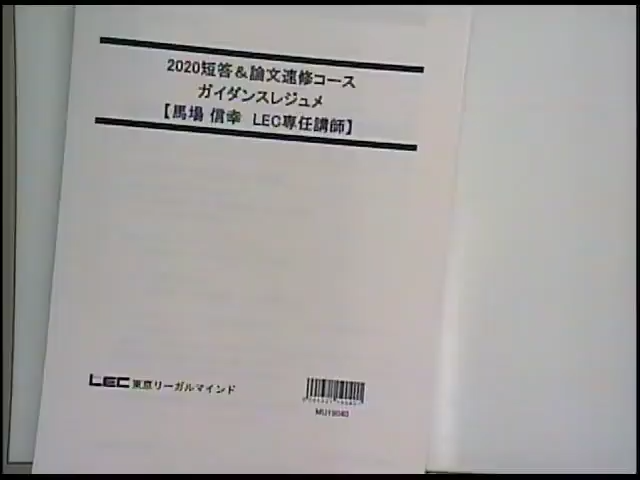 2020短答＆論文速修コース
ガイダンスレジュメ
【馬場 信幸　LEC専任講師】
LEC東京リーガルマインド
MU19040